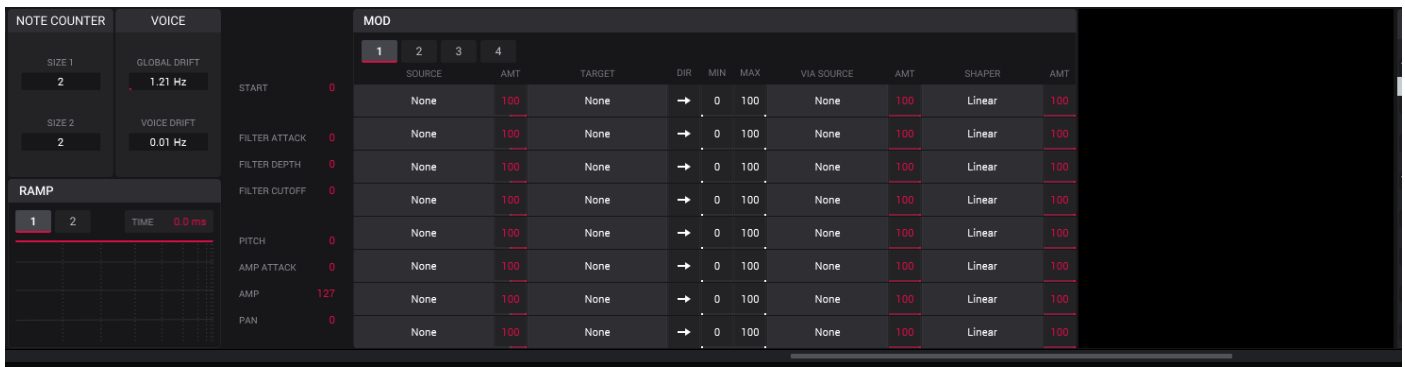 NOTE COUNTER
SIZE 1
2
SIZE 2
2
VOICE
GLOBAL DRIFT
1.21 Hz
VOICE DRIFT
0.01 Hz
RAMP
1 2 TIME 0.0 ms
START 0
FILTER ATTACK 0
FILTER DEPTH 0
FILTER CUTOFF 0
PITCH 0
AMP ATTACK 0
AMP 127
PAN 0
MOD
1 2 3 4
SOURCE AMT TARGET DIR MIN MAX VIA SOURCE AMT SHAPER AMT
None 100 None → 0 100 None 100 Linear 100
None 100 None → 0 100 None 100 Linear 100
None 100 None → 0 100 None 100 Linear 100
None 100 None → 0 100 None 100 Linear 100
None 100 None → 0 100 None 100 Linear 100
None 100 None → 0 100 None 100 Linear 100
None 100 None → 0 100 None 100 Linear 100
None 100 None → 0 100 None 100 Linear 100